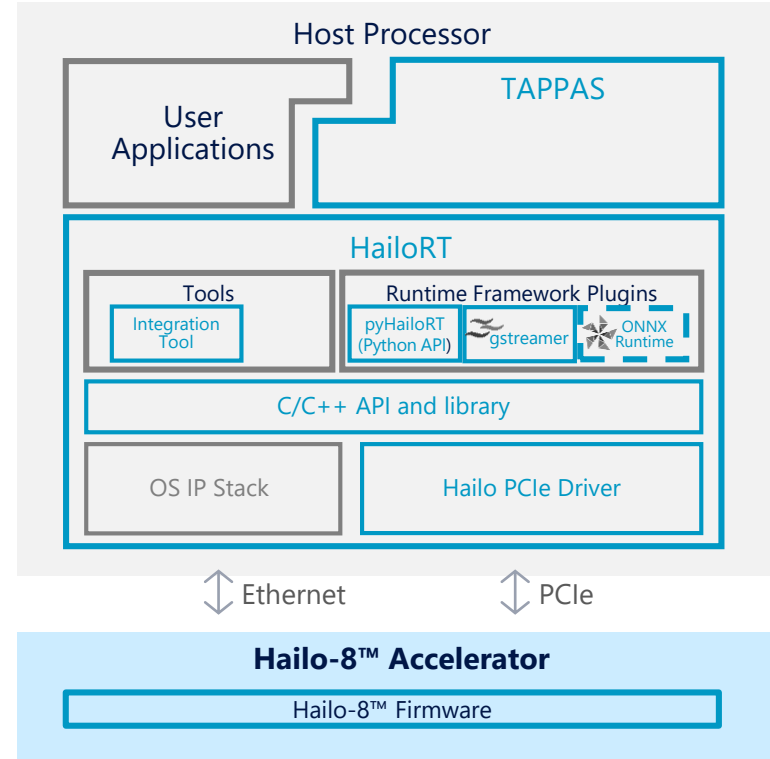 Host Processor
User
Applications
TAPPAS
HailoRT
Tools
Integration
Tool
Runtime Framework Plugins
pyHailoRT
(Python API)
gstreamer
ONNX
Runtime
C/C++ API and library
OS IP Stack
Hailo PCIe Driver
Ethernet
PCIe
Hailo-8™ Accelerator
Hailo-8™ Firmware